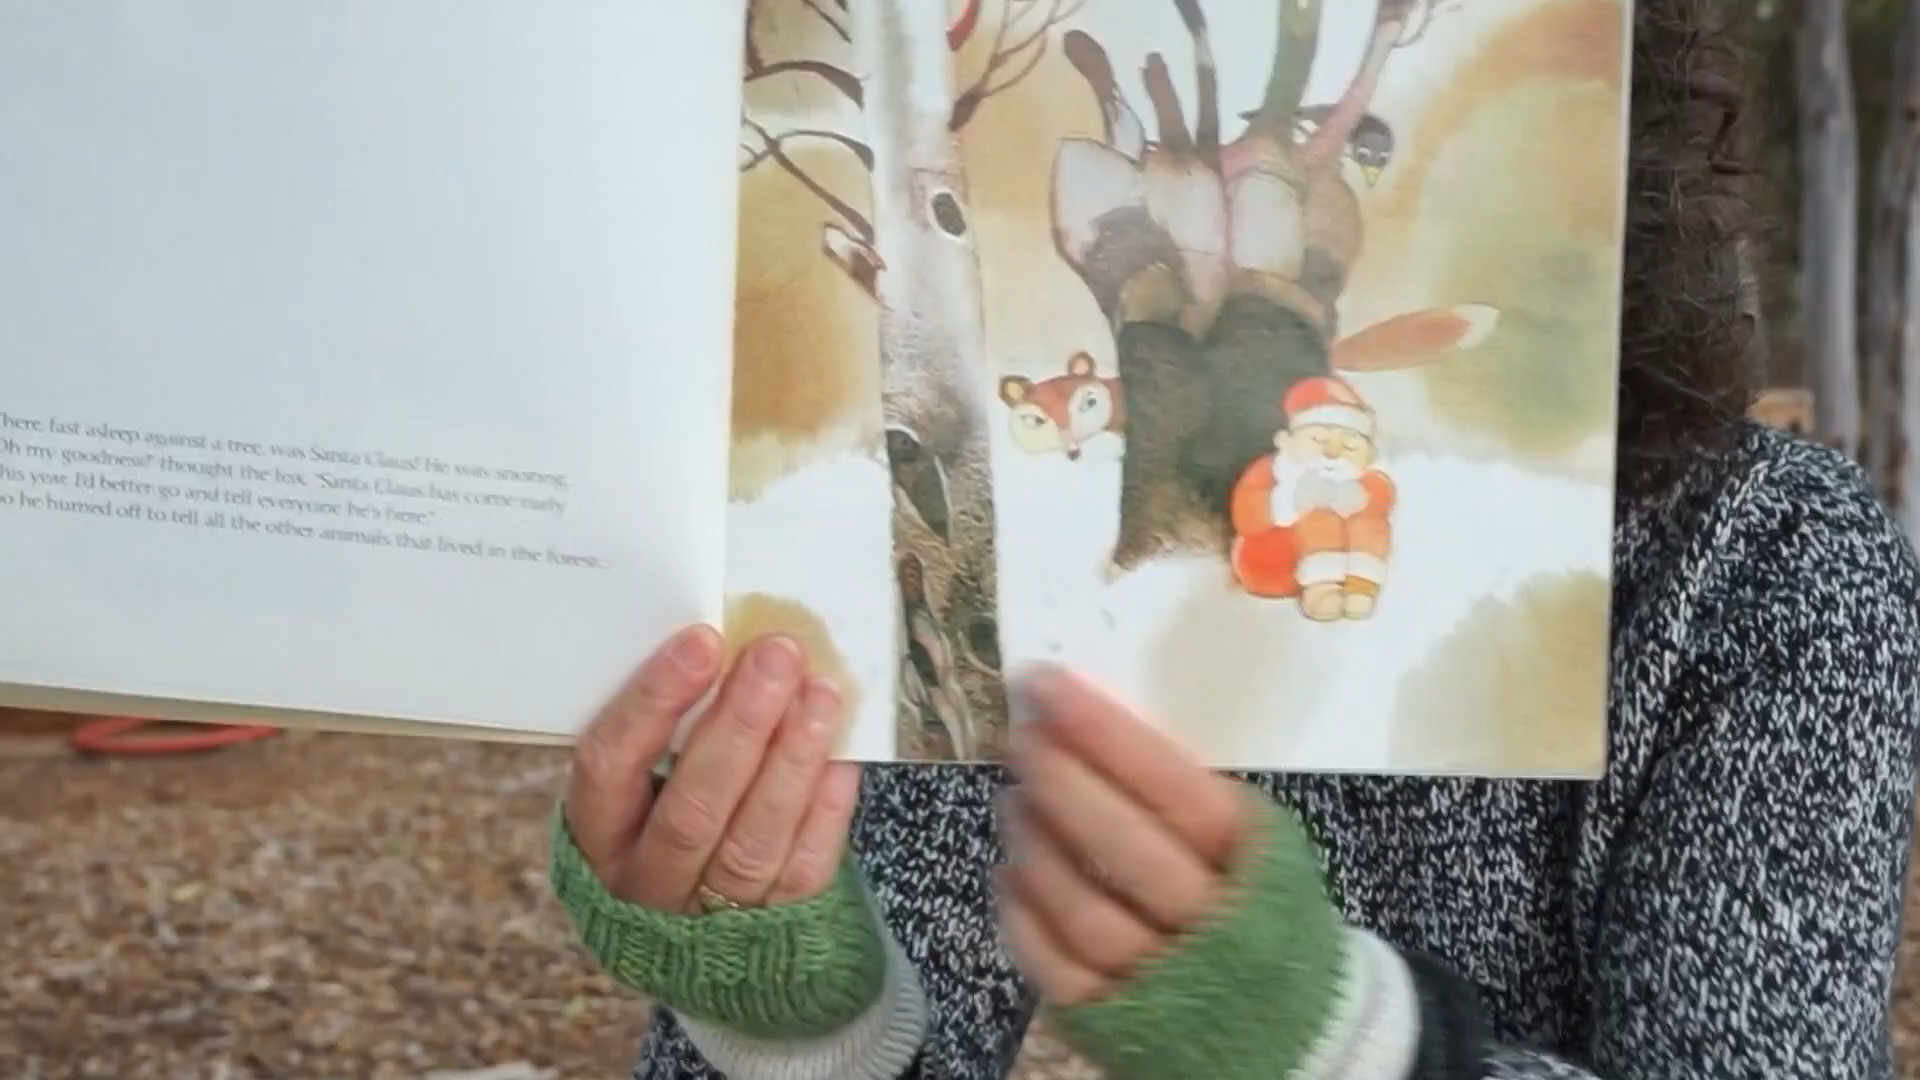 There, fast asleep against a tree, was Santa Claus! He was snoring.
"Oh my goodness!" thought the fox. "Santa Claus has come early
this year. I'd better go and tell everyone he's here."
So he hurried off to tell all the other animals that lived in the forest...